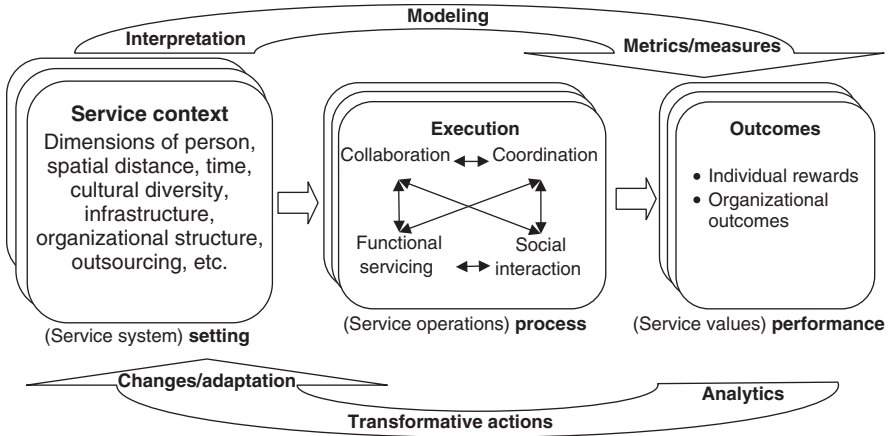 Modeling
Interpretation
Metrics/measures
Service context
Dimensions of person,
spatial distance, time,
cultural diversity,
infrastructure,
organizational structure,
outsourcing, etc.
(Service system) setting
Execution
Collaboration
Coordination
Functional
servicing
Social
interaction
(Service operations) process
Outcomes
• Individual rewards
• Organizational
outcomes
(Service values) performance
Changes/adaptation
Analytics
Transformative actions